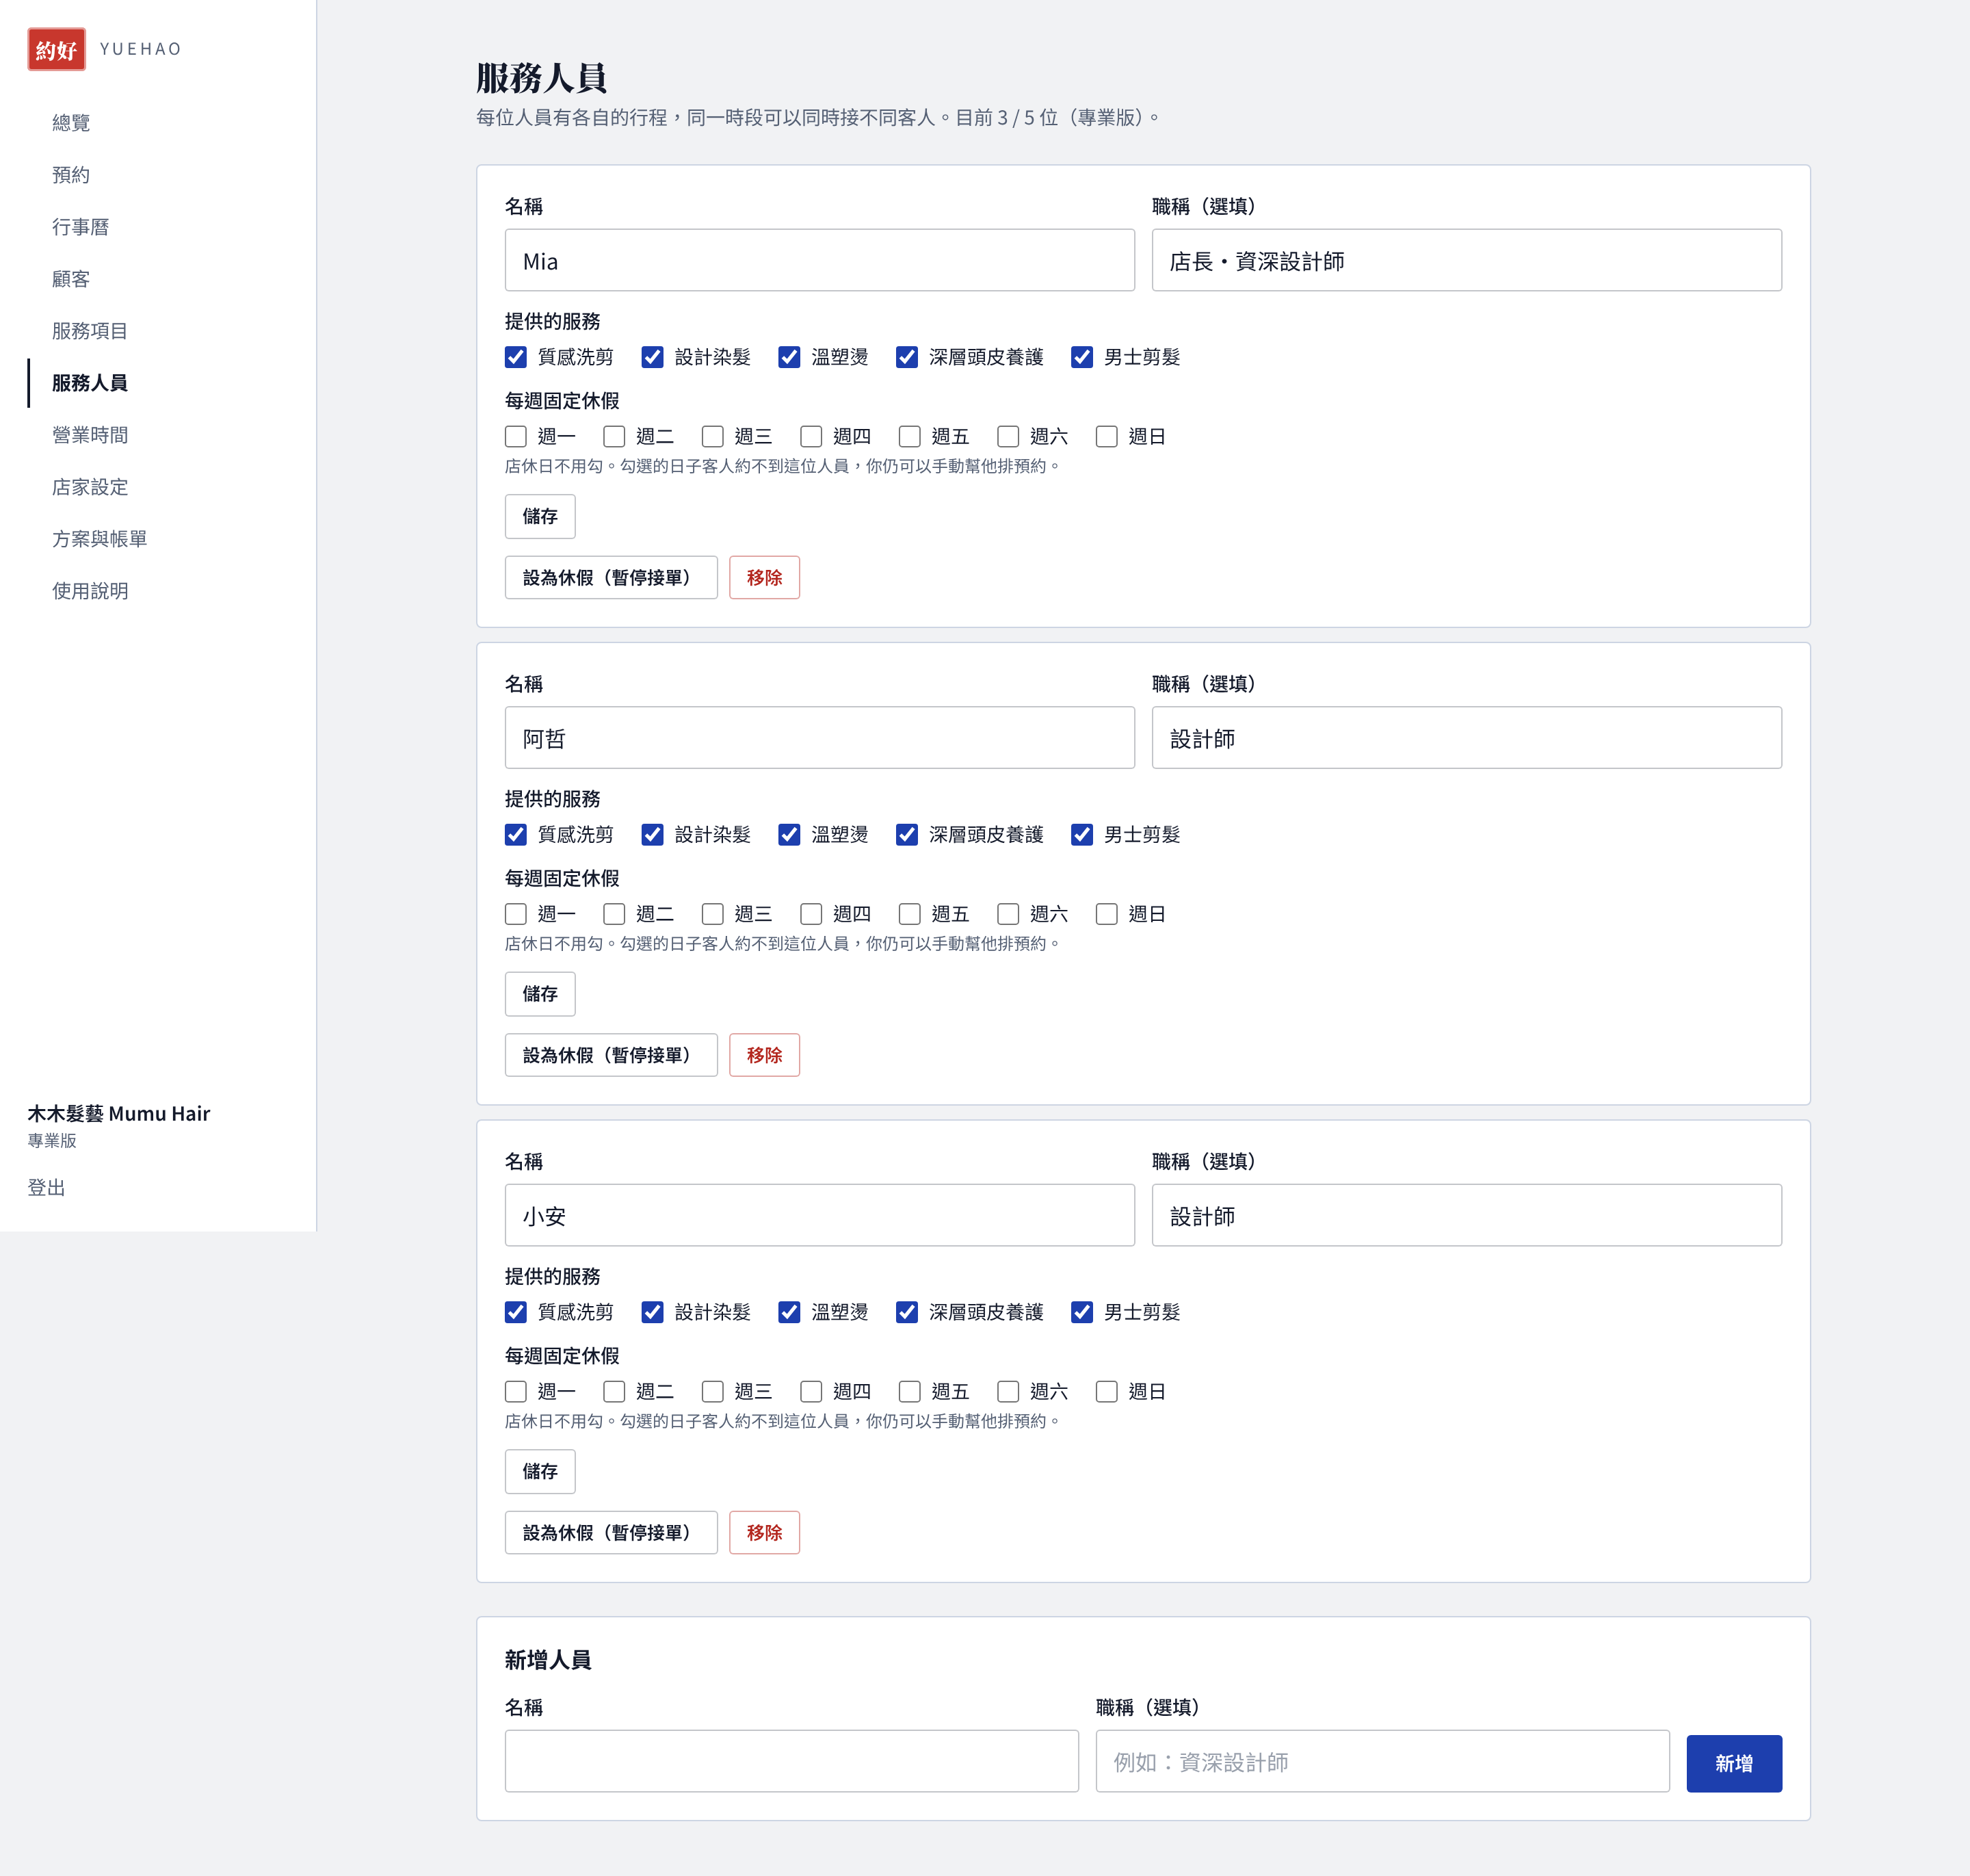 約好 YUEHAO
總覽
預約
行事曆
顧客
服務項目
服務人員
營業時間
店家設定
方案與帳單
使用說明
木木髮藝 Mumu Hair
專業版
登出
服務人員
每位人員有各自的行程，同一時段可以同時接不同客人。目前 3 / 5 位（專業版）。
名稱 職稱（選填）
Mia 店長・資深設計師
提供的服務
質感洗剪 設計染髮 溫塑燙 深層頭皮養護 男士剪髮
每週固定休假
週一 週二 週三 週四 週五 週六 週日
店休日不用勾。勾選的日子客人約不到這位人員，你仍可以手動幫他排預約。
儲存
設為休假（暫停接單） 移除
名稱 職稱（選填）
阿哲 設計師
提供的服務
質感洗剪 設計染髮 溫塑燙 深層頭皮養護 男士剪髮
每週固定休假
週一 週二 週三 週四 週五 週六 週日
店休日不用勾。勾選的日子客人約不到這位人員，你仍可以手動幫他排預約。
儲存
設為休假（暫停接單） 移除
名稱 職稱（選填）
小安 設計師
提供的服務
質感洗剪 設計染髮 溫塑燙 深層頭皮養護 男士剪髮
每週固定休假
週一 週二 週三 週四 週五 週六 週日
店休日不用勾。勾選的日子客人約不到這位人員，你仍可以手動幫他排預約。
儲存
設為休假（暫停接單） 移除
新增人員
名稱 職稱（選填）
例如：資深設計師 新增